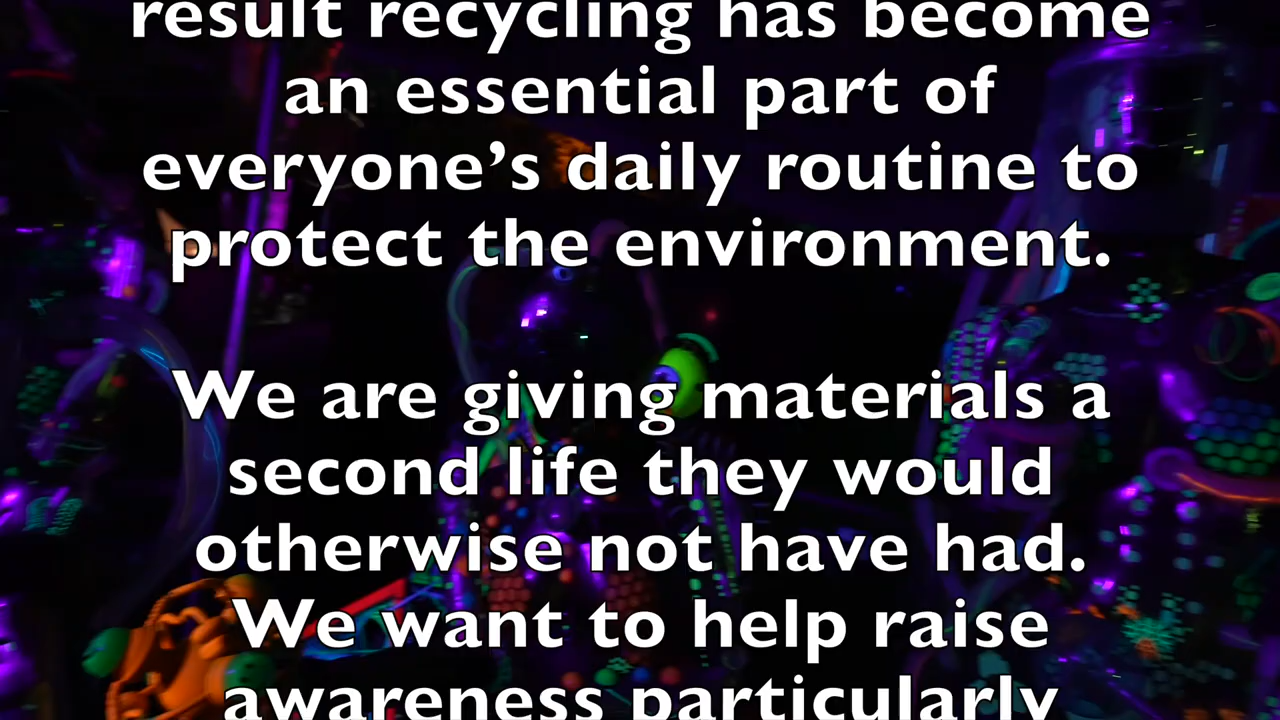 result recycling has become
an essential part of
everyone’s daily routine to
protect the environment.
We are giving materials a
second life they would
otherwise not have had.
We want to help raise
awareness particularly